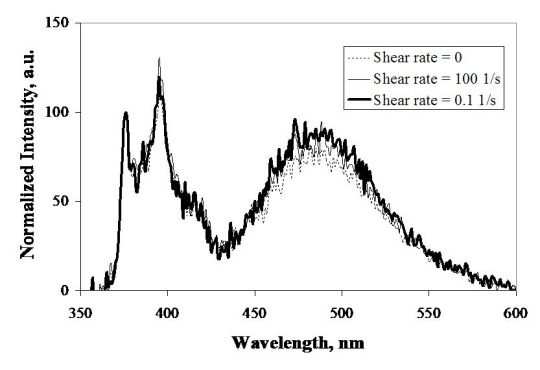 150
100
50
0
Normalized Intensity, a.u.
Shear rate = 0
Shear rate = 100 1/s
Shear rate = 0.1 1/s
350 400 450 500 550 600
Wavelength, nm